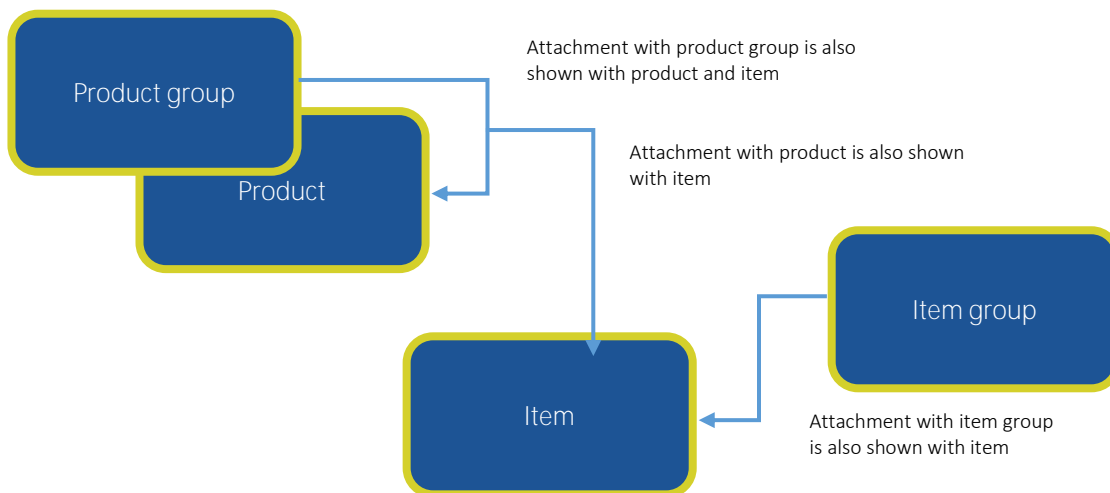 Attachment with product group is also
shown with product and item
Product group
Attachment with product is also shown
with item
Product
Item group
Item
Attachment with item group
is also shown with item